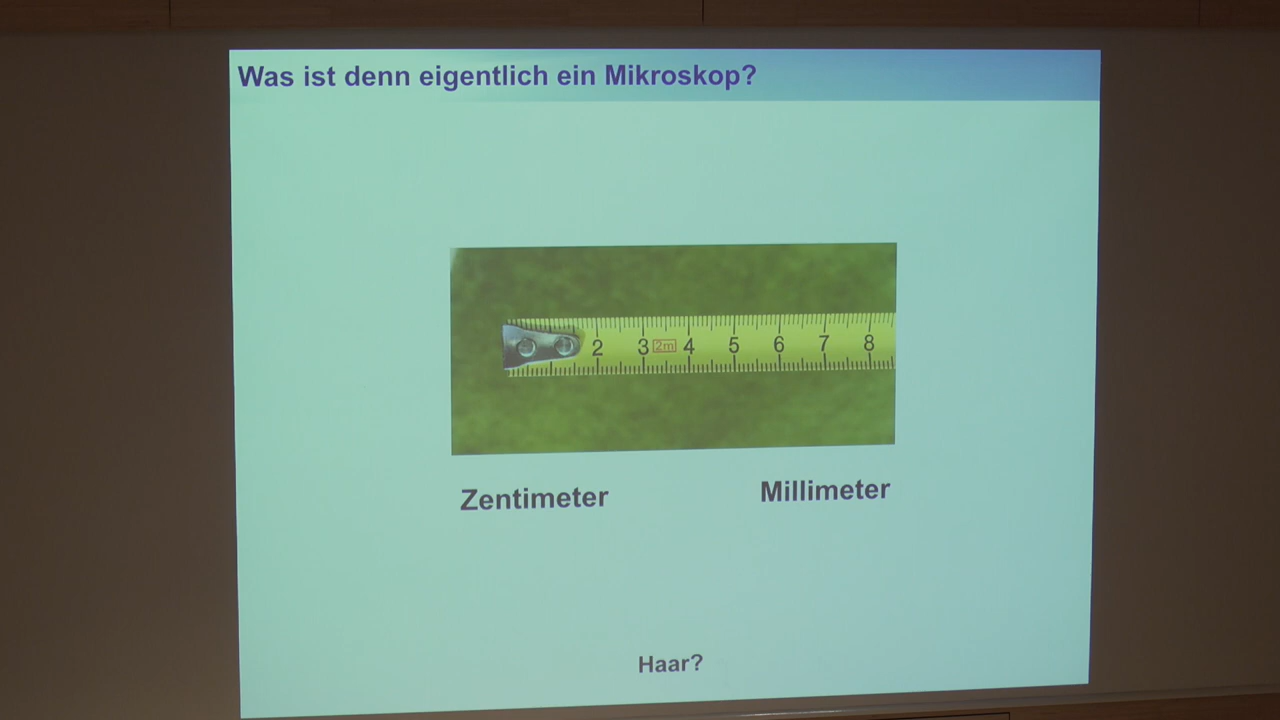 Was ist denn eigentlich ein Mikroskop?
2 3 2m 4 5 6 7 8
Zentimeter Millimeter
Haar?